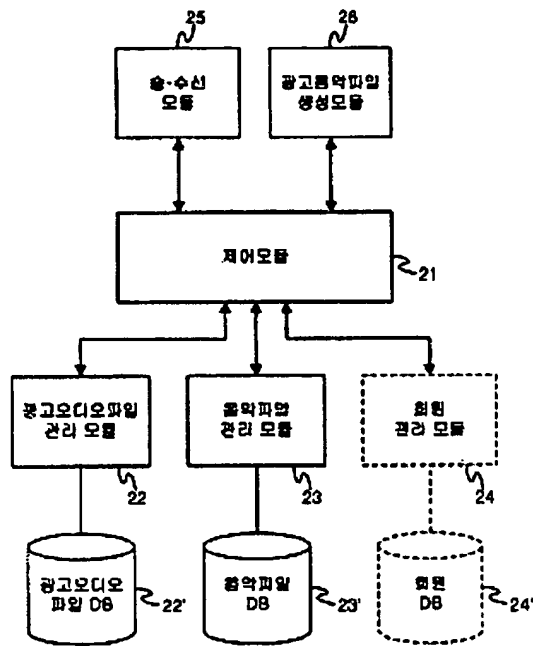 25
26
송·수신
모듈
광고음악파일
생성모듈
제어모듈
21
광고오디오파일
관리 모듈
음악파일
관리 모듈
회원
관리 모듈
22
23
24
광고오디오
파일 DB
22'
음악파일
DB
23'
회원
DB
24'